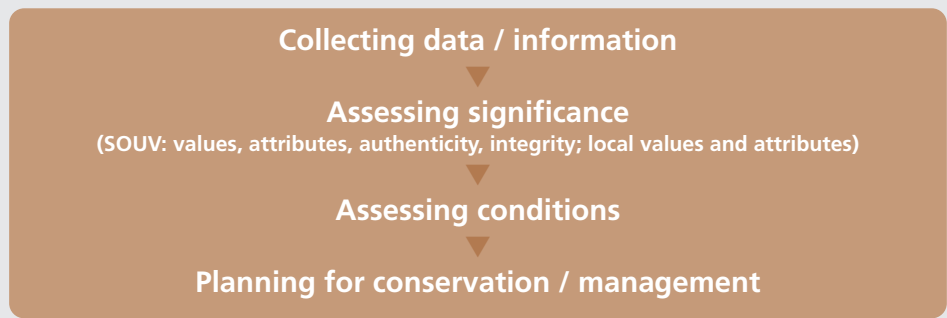 Collecting data / information
Assessing significance
(SOUV: values, attributes, authenticity, integrity; local values and attributes)
Assessing conditions
Planning for conservation / management